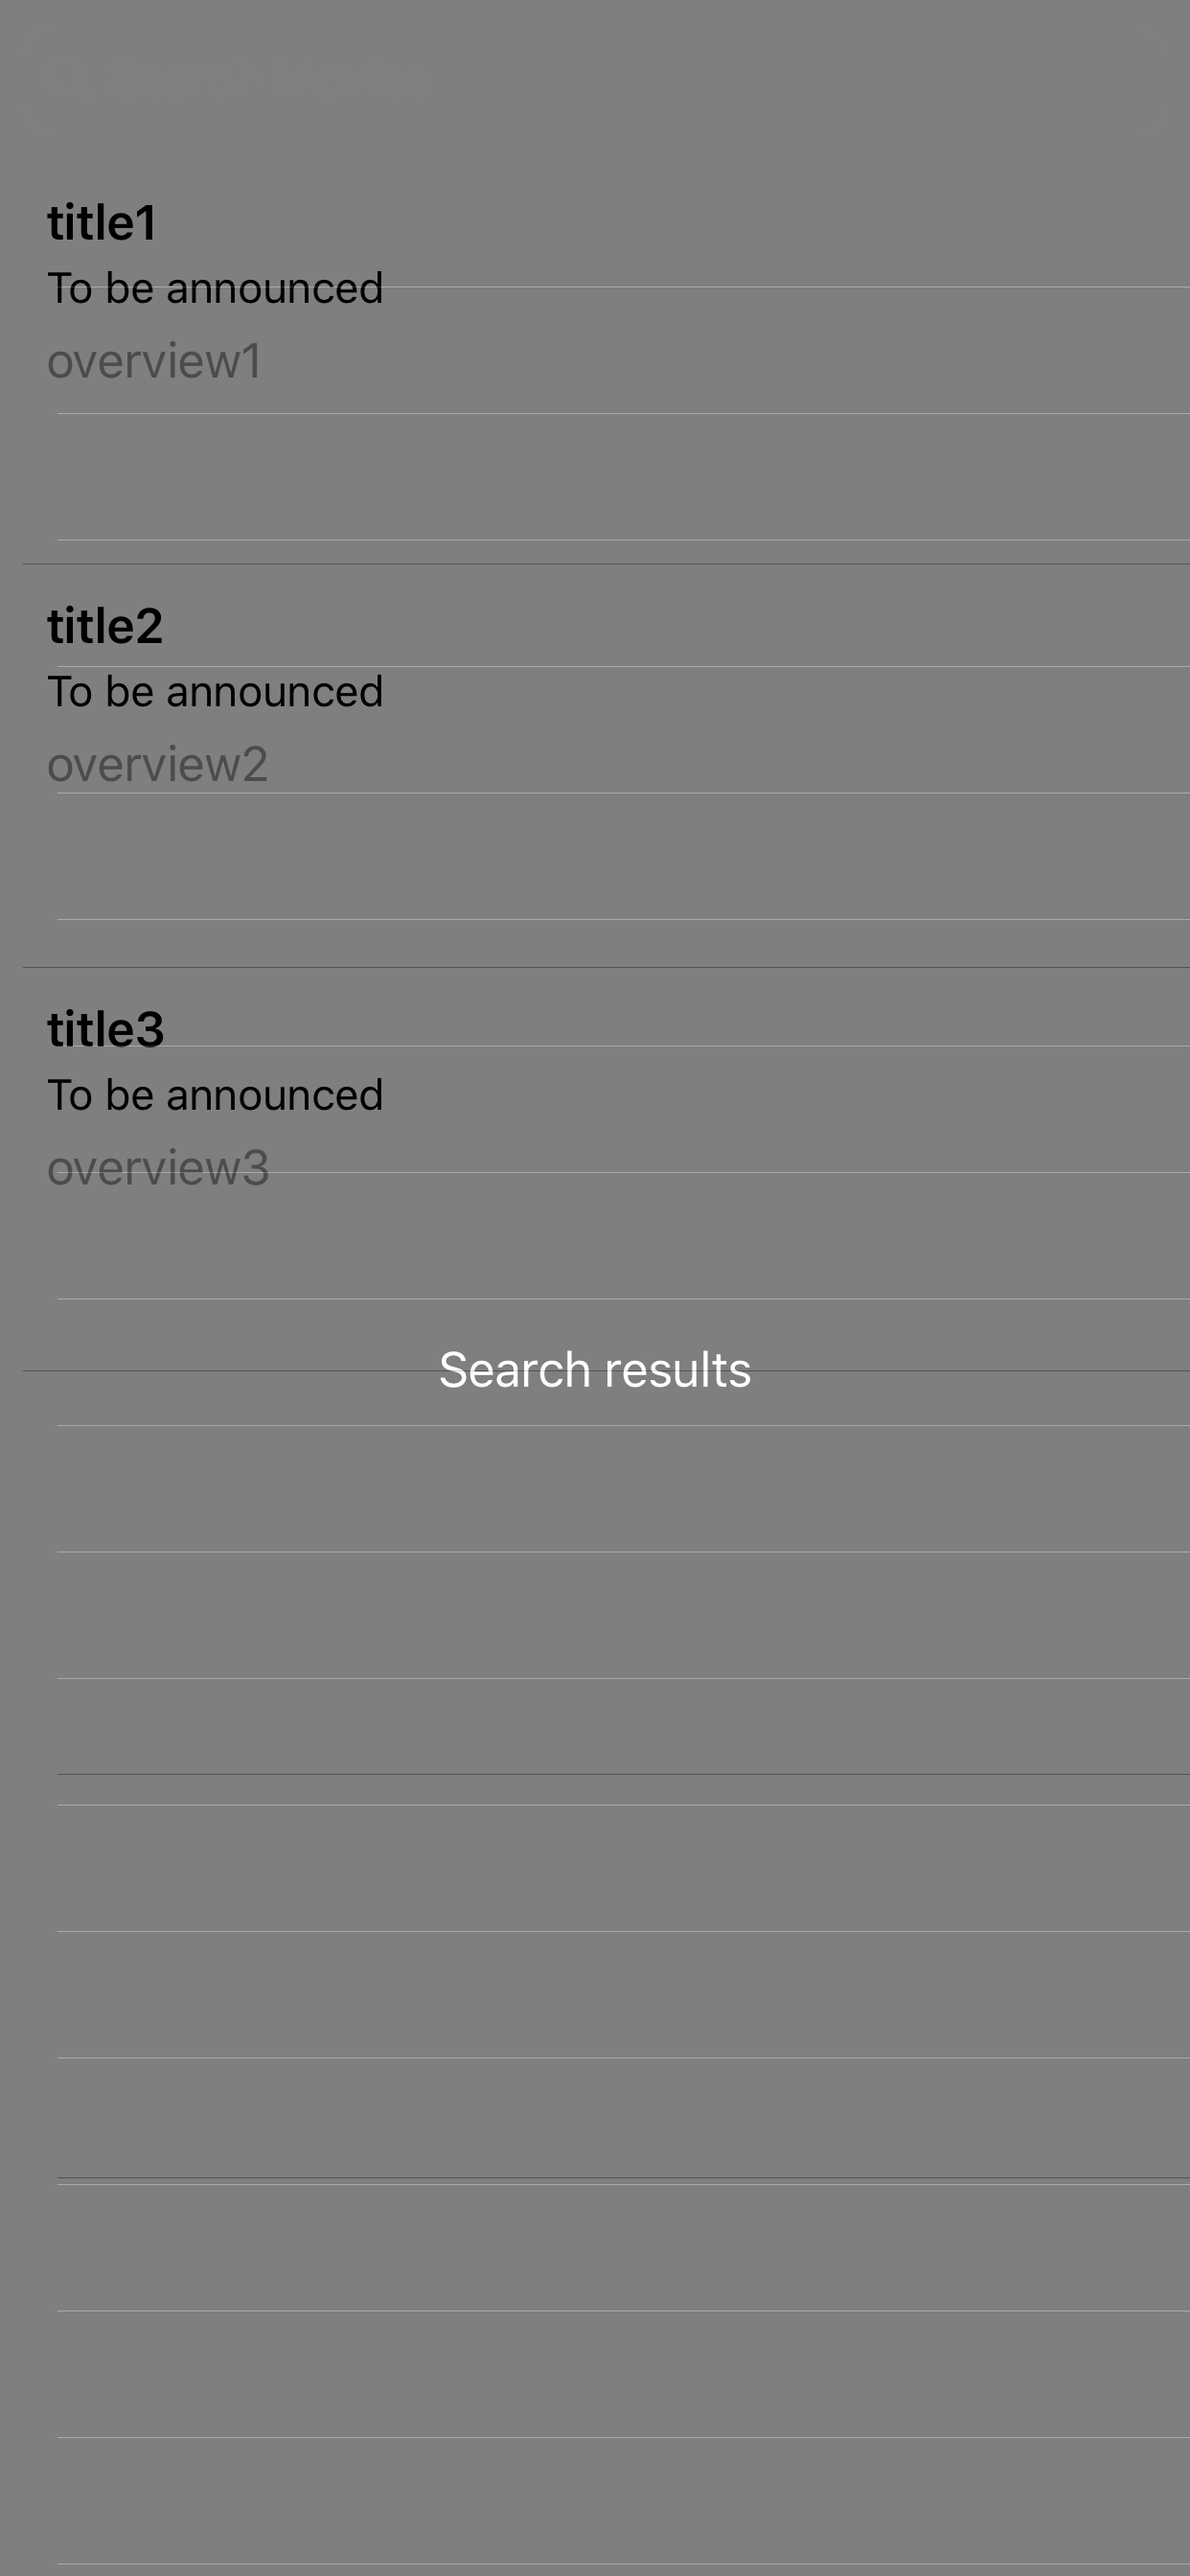 title1
To be announced
overview1
title2
To be announced
overview2
title3
To be announced
overview3
Search results